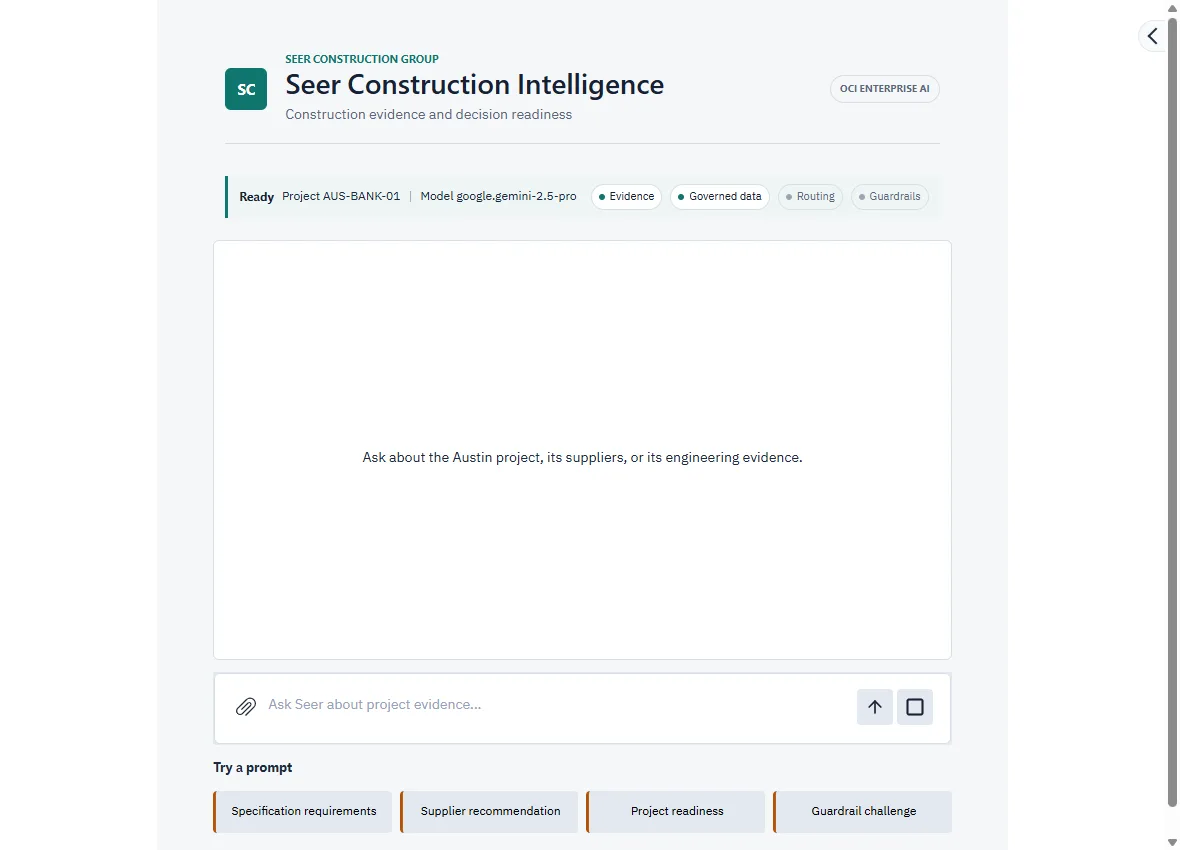 SEER CONSTRUCTION GROUP
SC
Seer Construction Intelligence
OCI ENTERPRISE AI
Construction evidence and decision readiness
Ready Project AUS-BANK-01 | Model google.gemini-2.5-pro Evidence Governed data Routing Guardrails
Ask about the Austin project, its suppliers, or its engineering evidence.
Ask Seer about project evidence...
Try a prompt
Specification requirements Supplier recommendation Project readiness Guardrail challenge